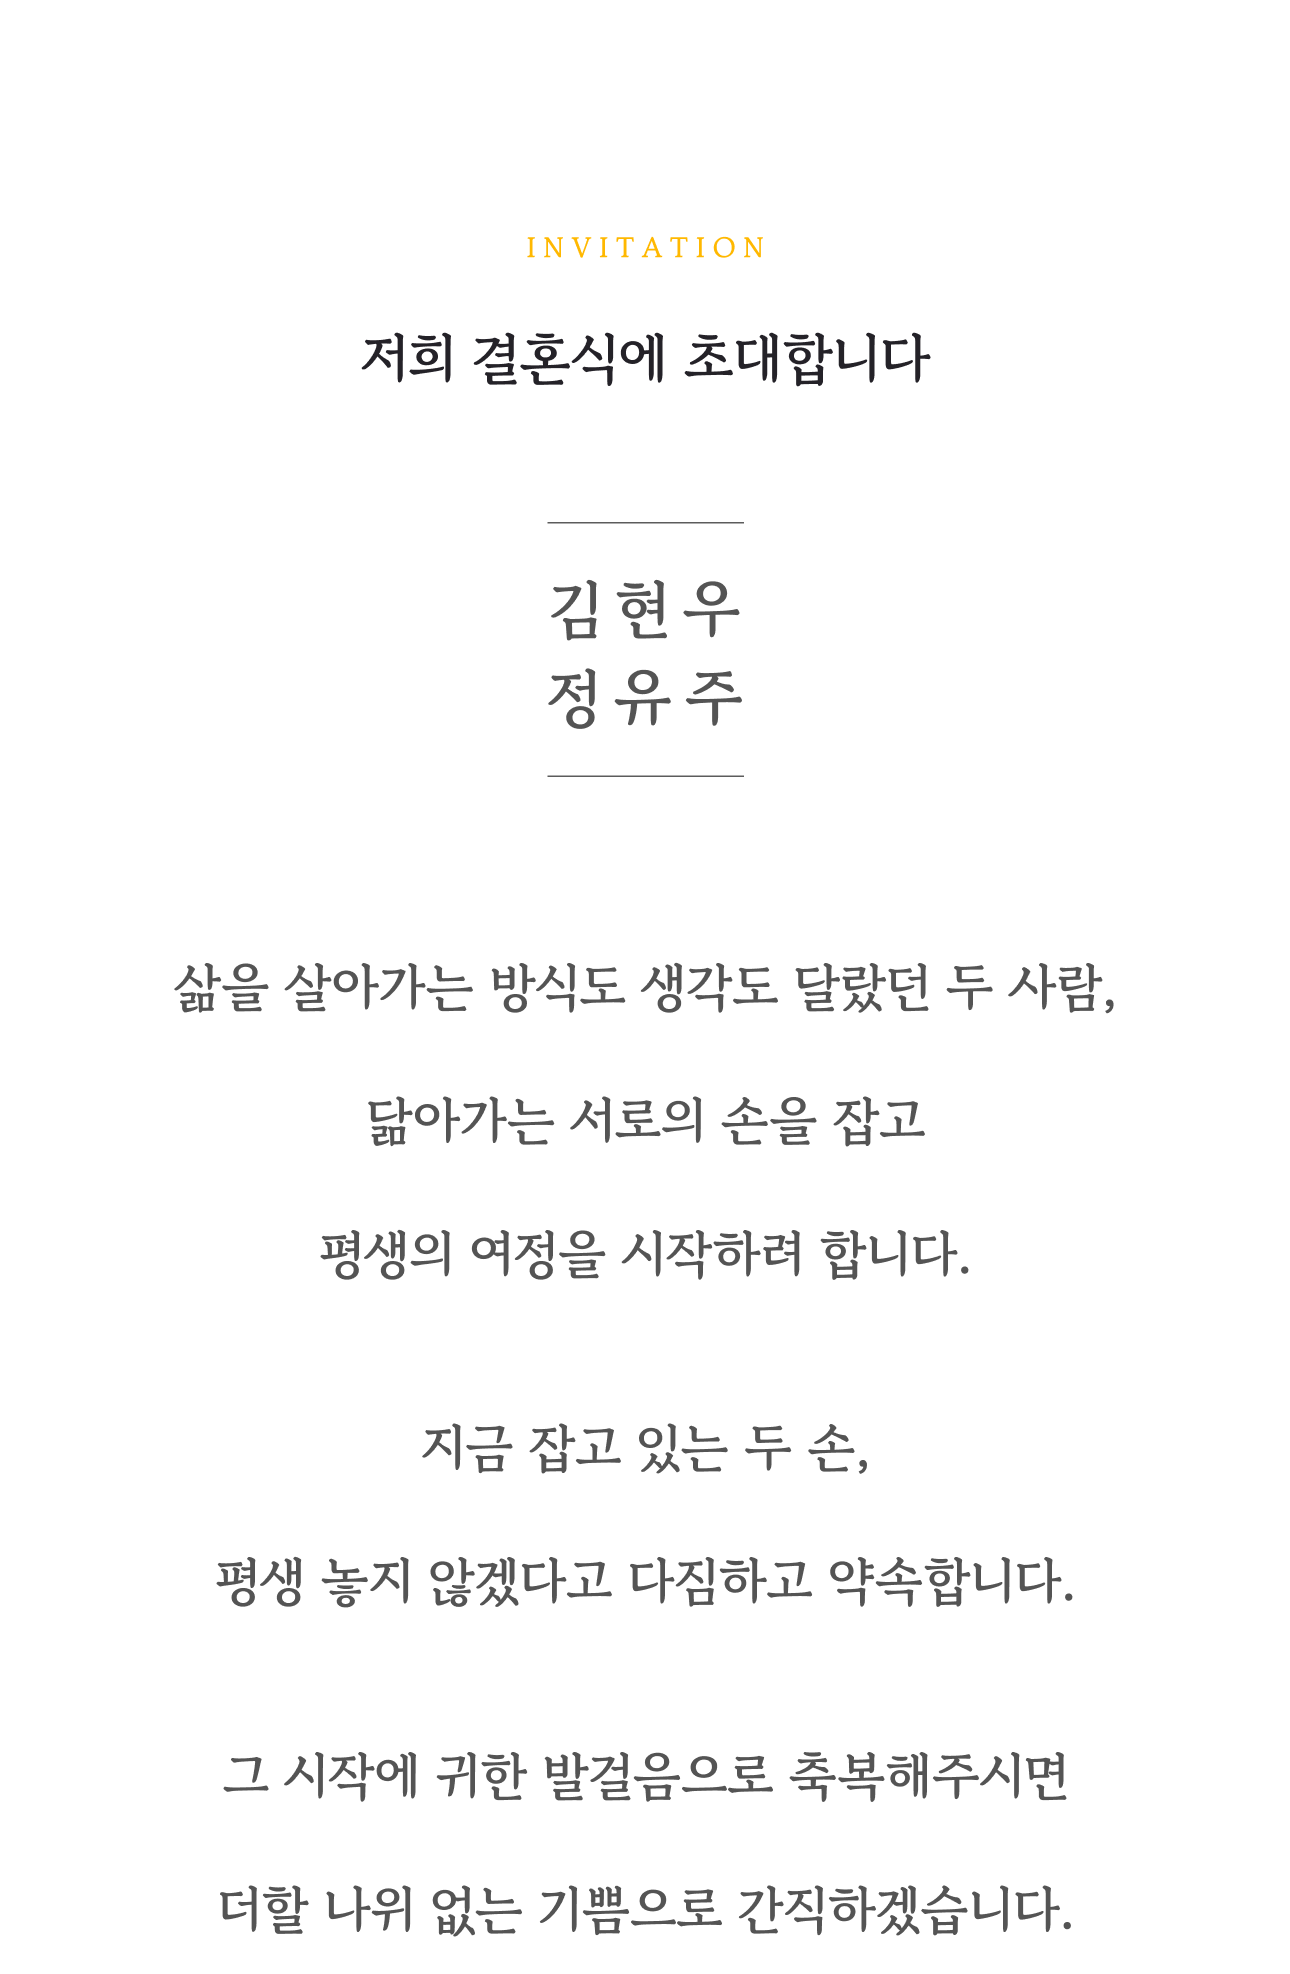 INVITATION
저희 결혼식에 초대합니다
김현우
정유주
삶을 살아가는 방식도 생각도 달랐던 두 사람,
닮아가는 서로의 손을 잡고
평생의 여정을 시작하려 합니다.
지금 잡고 있는 두 손,
평생 놓지 않겠다고 다짐하고 약속합니다.
그 시작에 귀한 발걸음으로 축복해주시면
더할 나위 없는 기쁨으로 간직하겠습니다.